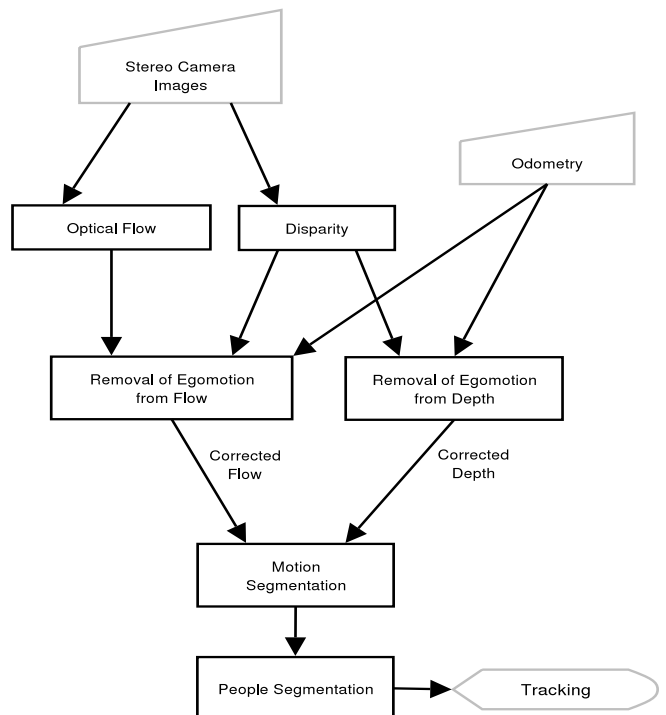 Stereo Camera
Images
Odometry
Optical Flow
Disparity
Removal of Egomotion
from Flow
Removal of Egomotion
from Depth
Corrected
Flow
Corrected
Depth
Motion
Segmentation
People Segmentation
Tracking